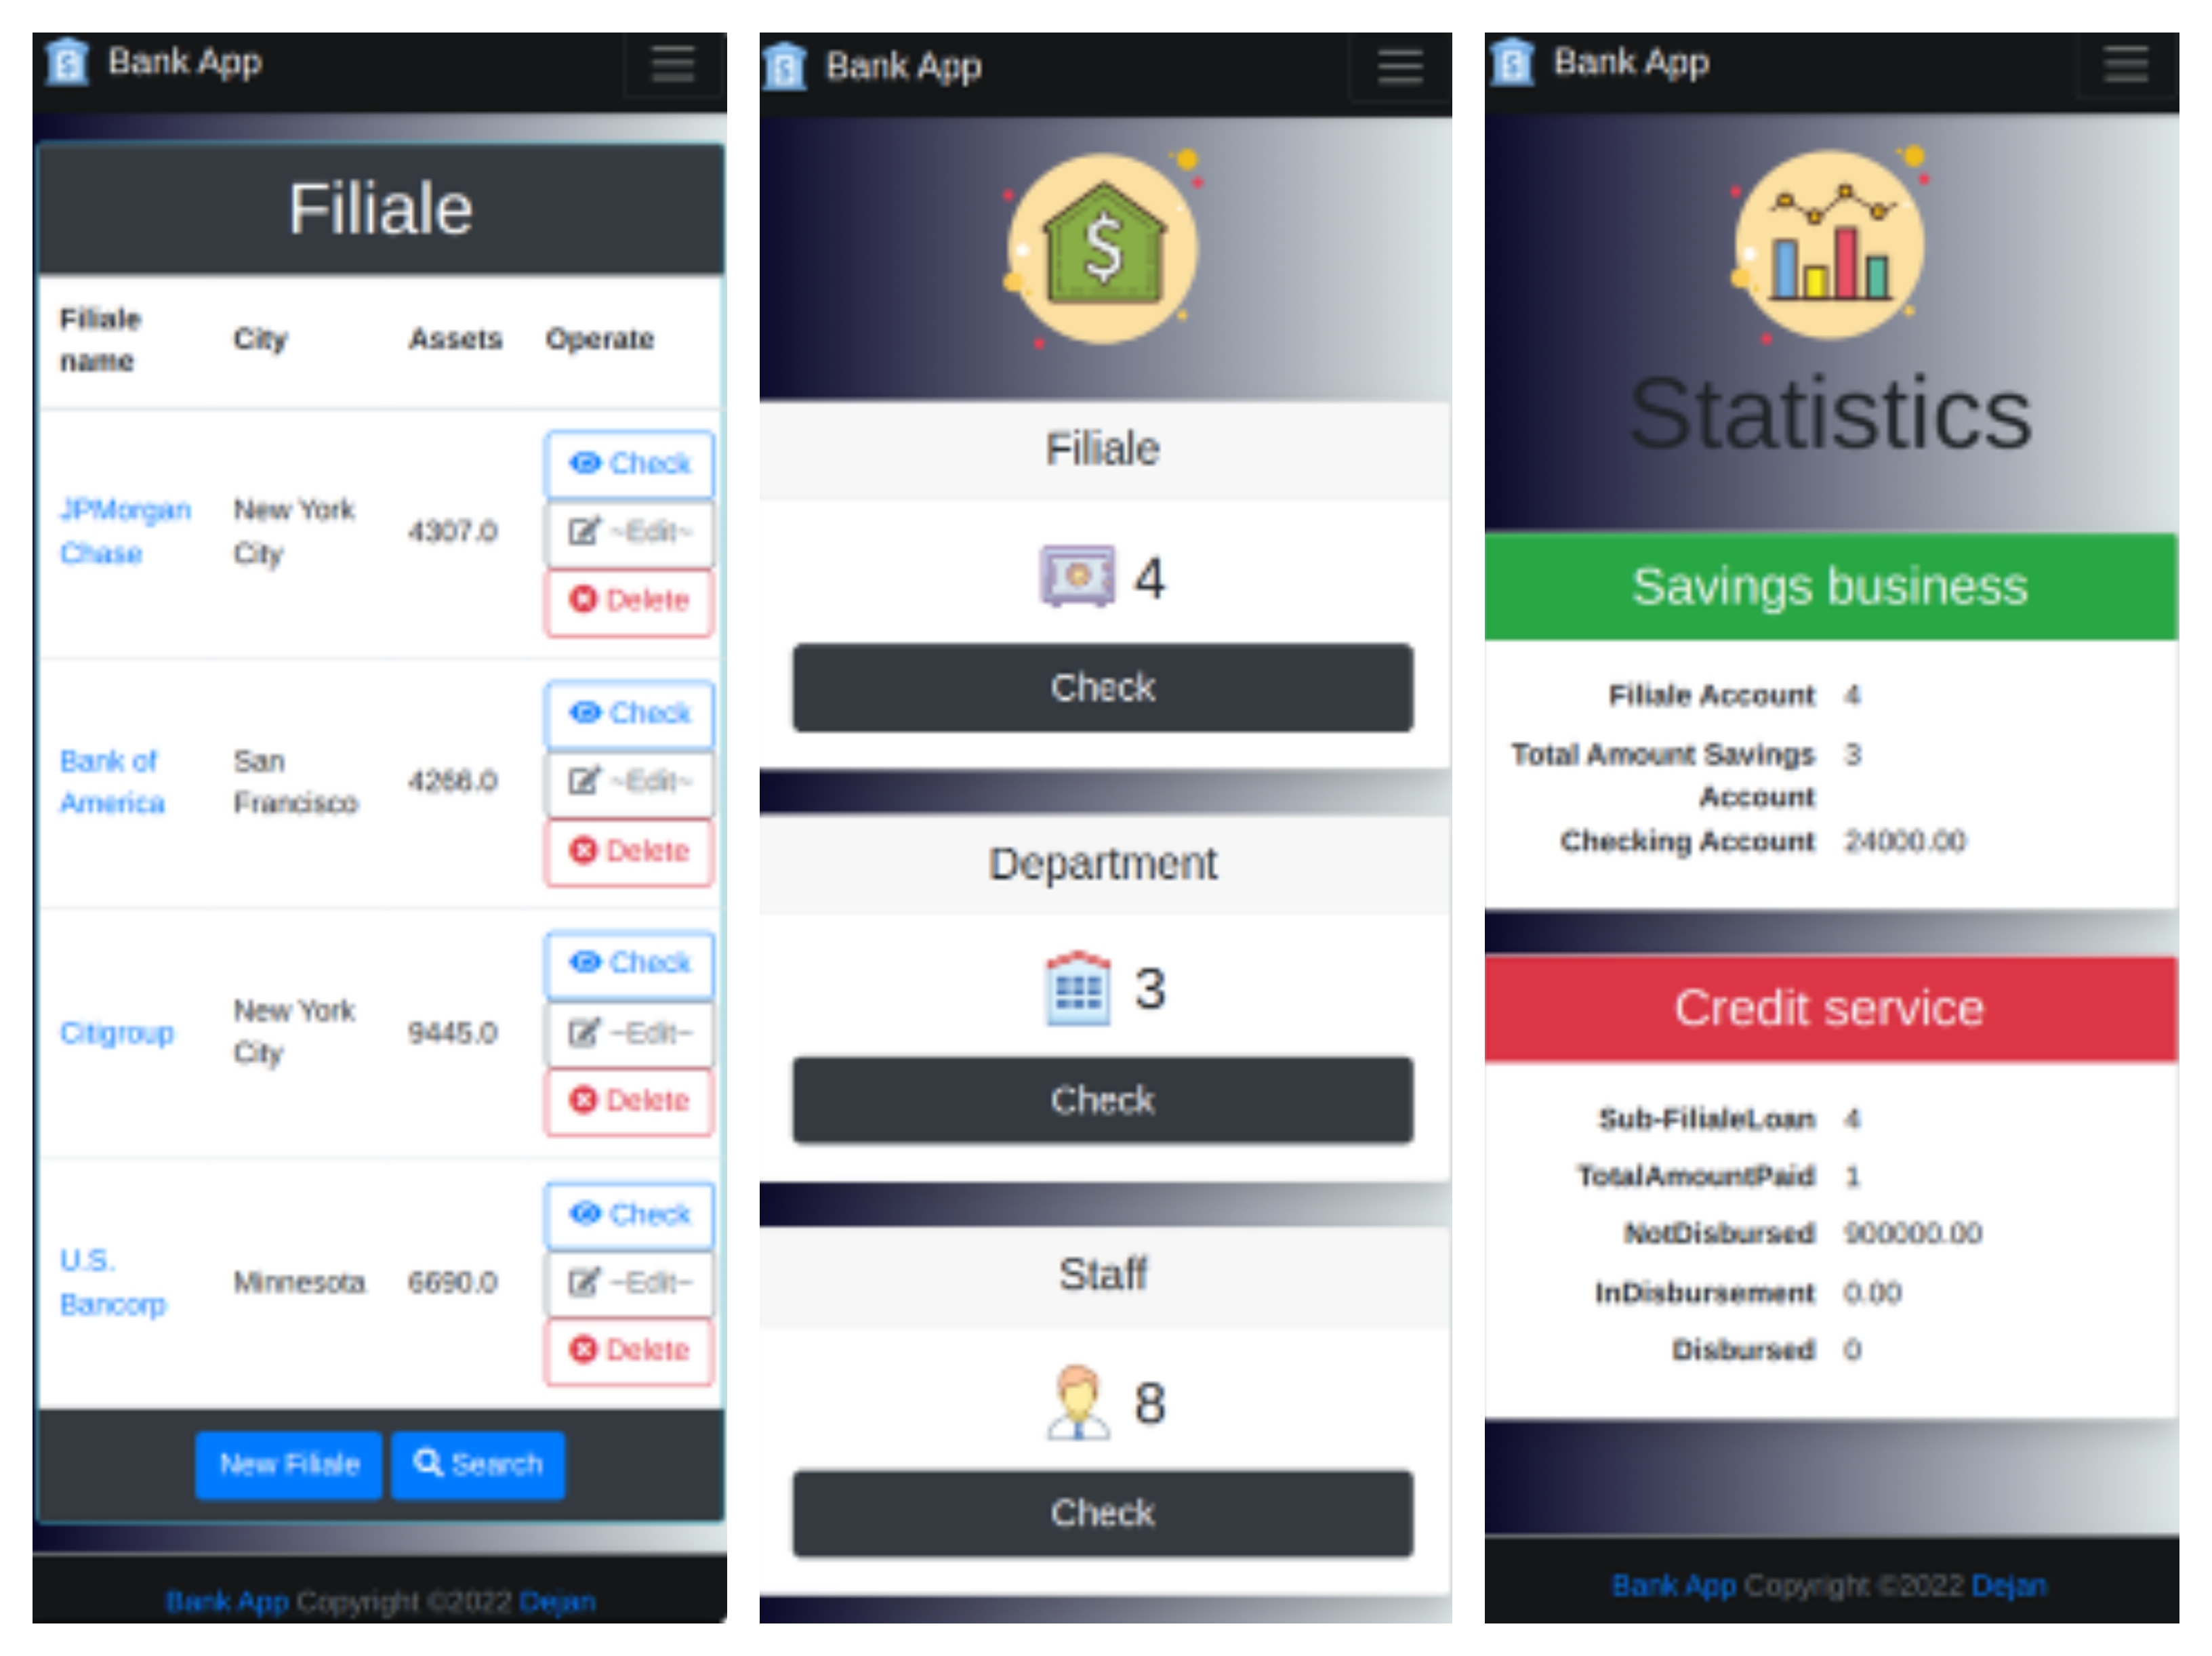 Bank App
Filiale
Filiale name City Assets Operate
JPMorgan Chase New York City 4307.0 Check
~Edit~
Delete
Bank of America San Francisco 4266.0 Check
~Edit~
Delete
Citigroup New York City 9445.0 Check
~Edit~
Delete
U.S. Bancorp Minnesota 6690.0 Check
~Edit~
Delete
New Filiale Search
Bank App Copyright ©2022 Dejan
Bank App
$
Filiale
4
Check
Department
3
Check
Staff
8
Check
Bank App
Statistics
Savings business
Filiale Account 4
Total Amount Savings Account 3
Checking Account 24000.00
Credit service
Sub-FilialeLoan 4
TotalAmountPaid 1
NotDisbursed 900000.00
InDisbursement 0.00
Disbursed 0
Bank App Copyright ©2022 Dejan